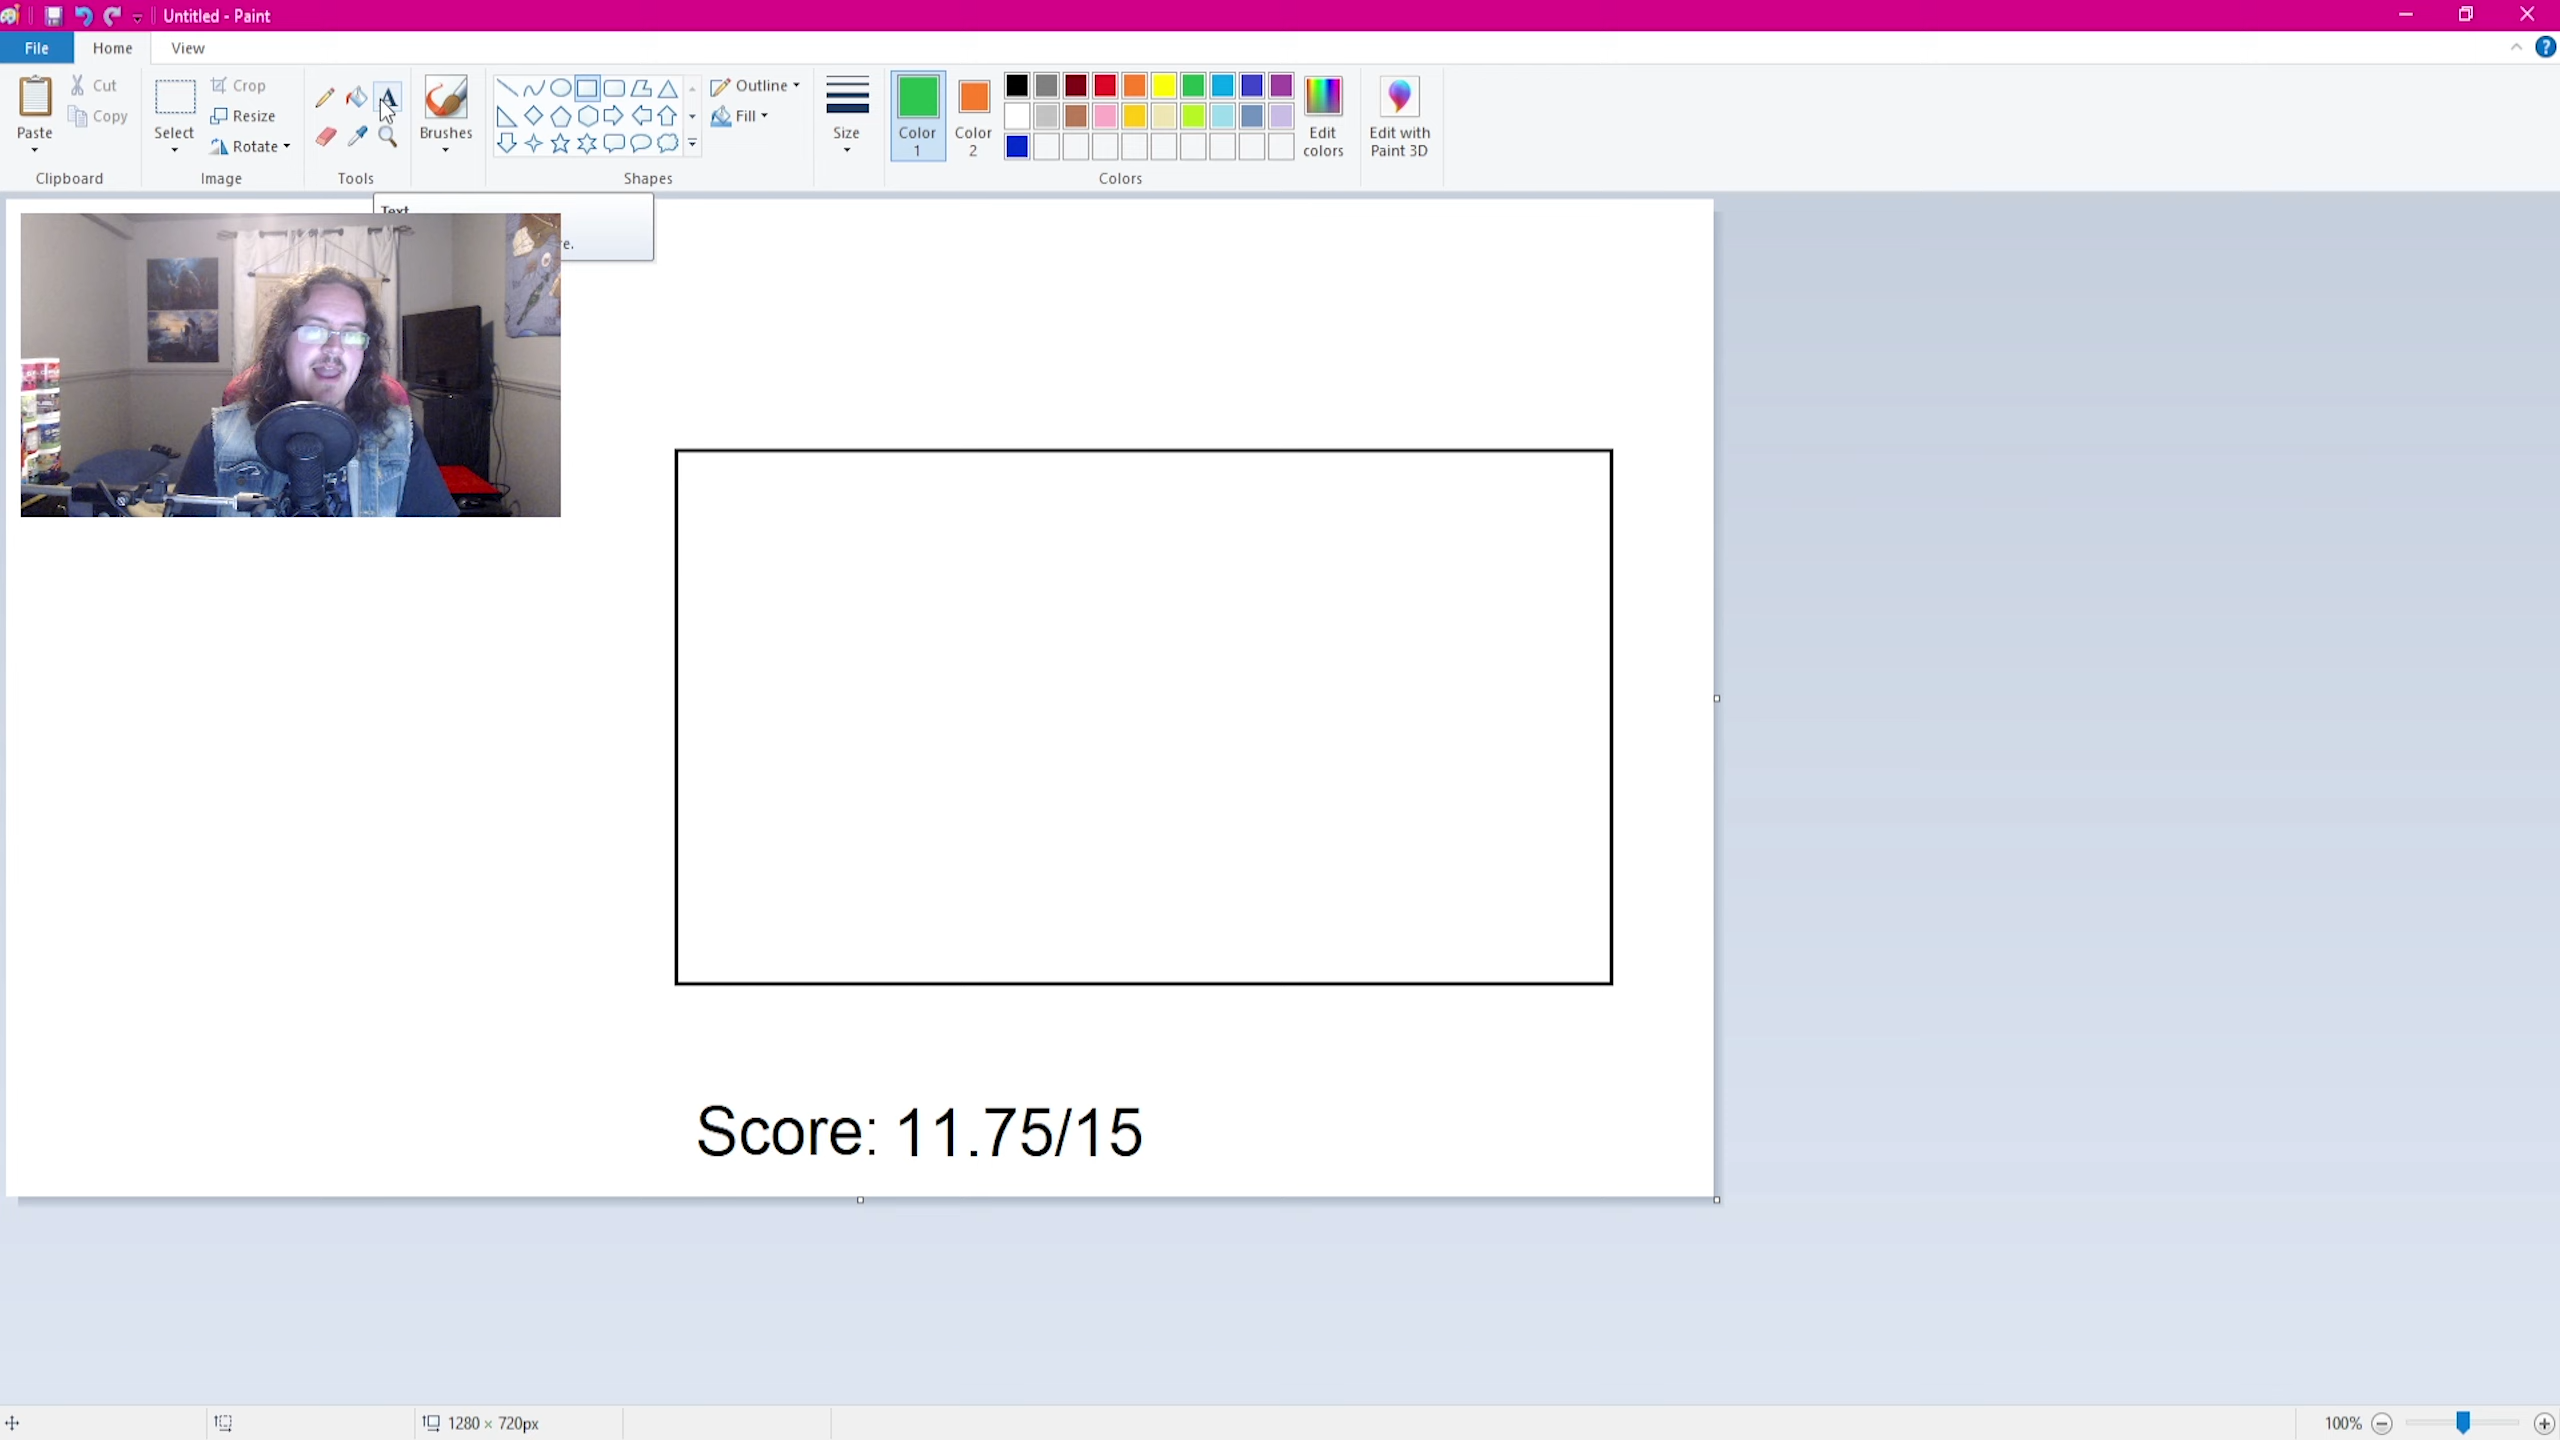 Untitled - Paint
File
Home
View
Paste
Cut
Copy
Clipboard
Select
Crop
Resize
Rotate
Image
Tools
Brushes
Shapes
Outline
Fill
Size
Color 1
Color 2
Colors
Edit colors
Edit with Paint 3D
Text
re.
Score: 11.75/15
1280 × 720px
100%